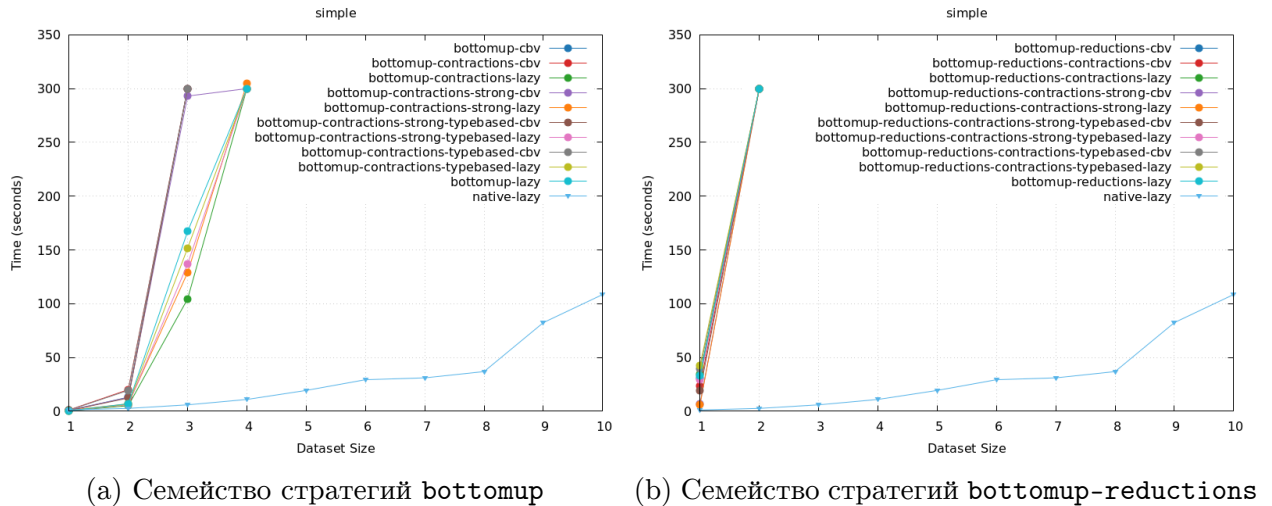 simple
350
300
250
200
150
100
50
0
Time (seconds)
bottomup-cbv
bottomup-contractions-cbv
bottomup-contractions-lazy
bottomup-contractions-strong-cbv
bottomup-contractions-strong-lazy
bottomup-contractions-strong-typebased-cbv
bottomup-contractions-strong-typebased-lazy
bottomup-contractions-typebased-cbv
bottomup-contractions-typebased-lazy
bottomup-lazy
native-lazy
1 2 3 4 5 6 7 8 9 10
Dataset Size
(a) Семейство стратегий bottomup
simple
350
300
250
200
150
100
50
0
Time (seconds)
bottomup-reductions-cbv
bottomup-reductions-contractions-cbv
bottomup-reductions-contractions-lazy
bottomup-reductions-contractions-strong-cbv
bottomup-reductions-contractions-strong-lazy
bottomup-reductions-contractions-strong-typebased-cbv
bottomup-reductions-contractions-strong-typebased-lazy
bottomup-reductions-contractions-typebased-cbv
bottomup-reductions-contractions-typebased-lazy
bottomup-reductions-lazy
native-lazy
1 2 3 4 5 6 7 8 9 10
Dataset Size
(b) Семейство стратегий bottomup-reductions